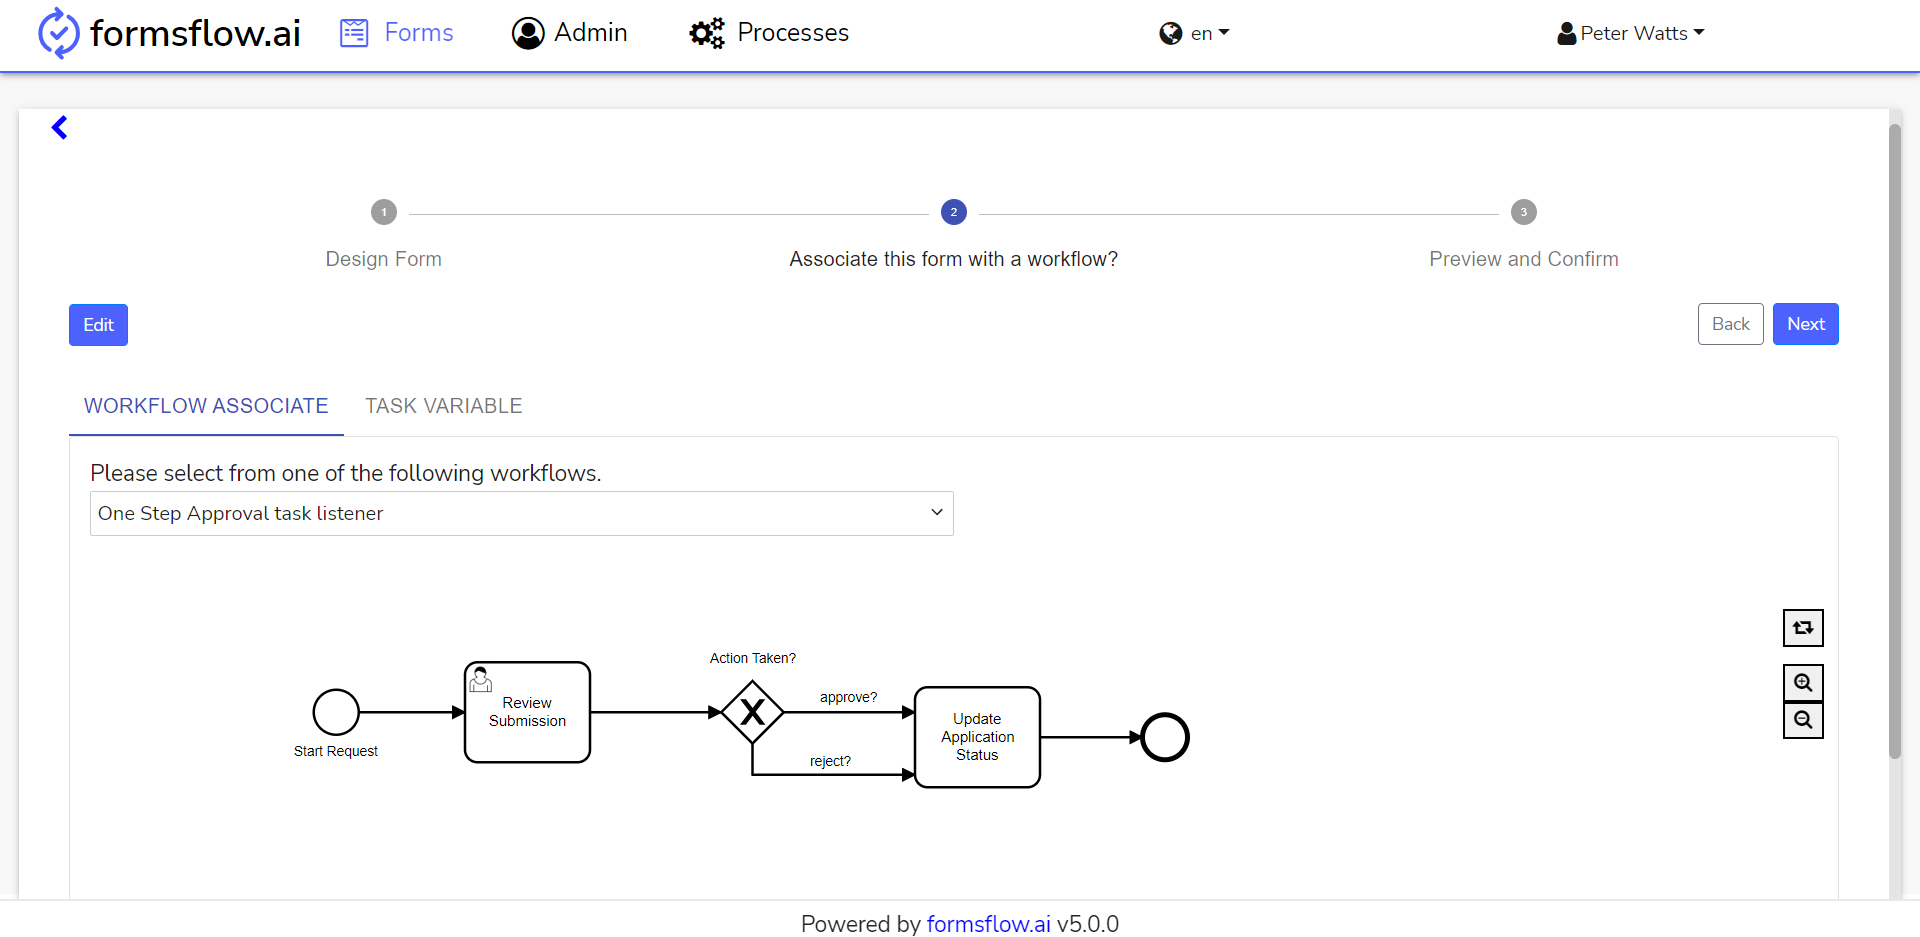 formsflow.ai Forms Admin Processes en Peter Watts
1 2 3
Design Form Associate this form with a workflow? Preview and Confirm
Edit Back Next
WORKFLOW ASSOCIATE TASK VARIABLE
Please select from one of the following workflows.
One Step Approval task listener
Action Taken?
approve?
Review
Submission
Update
Application
Status
Start Request
reject?
Powered by formsflow.ai v5.0.0